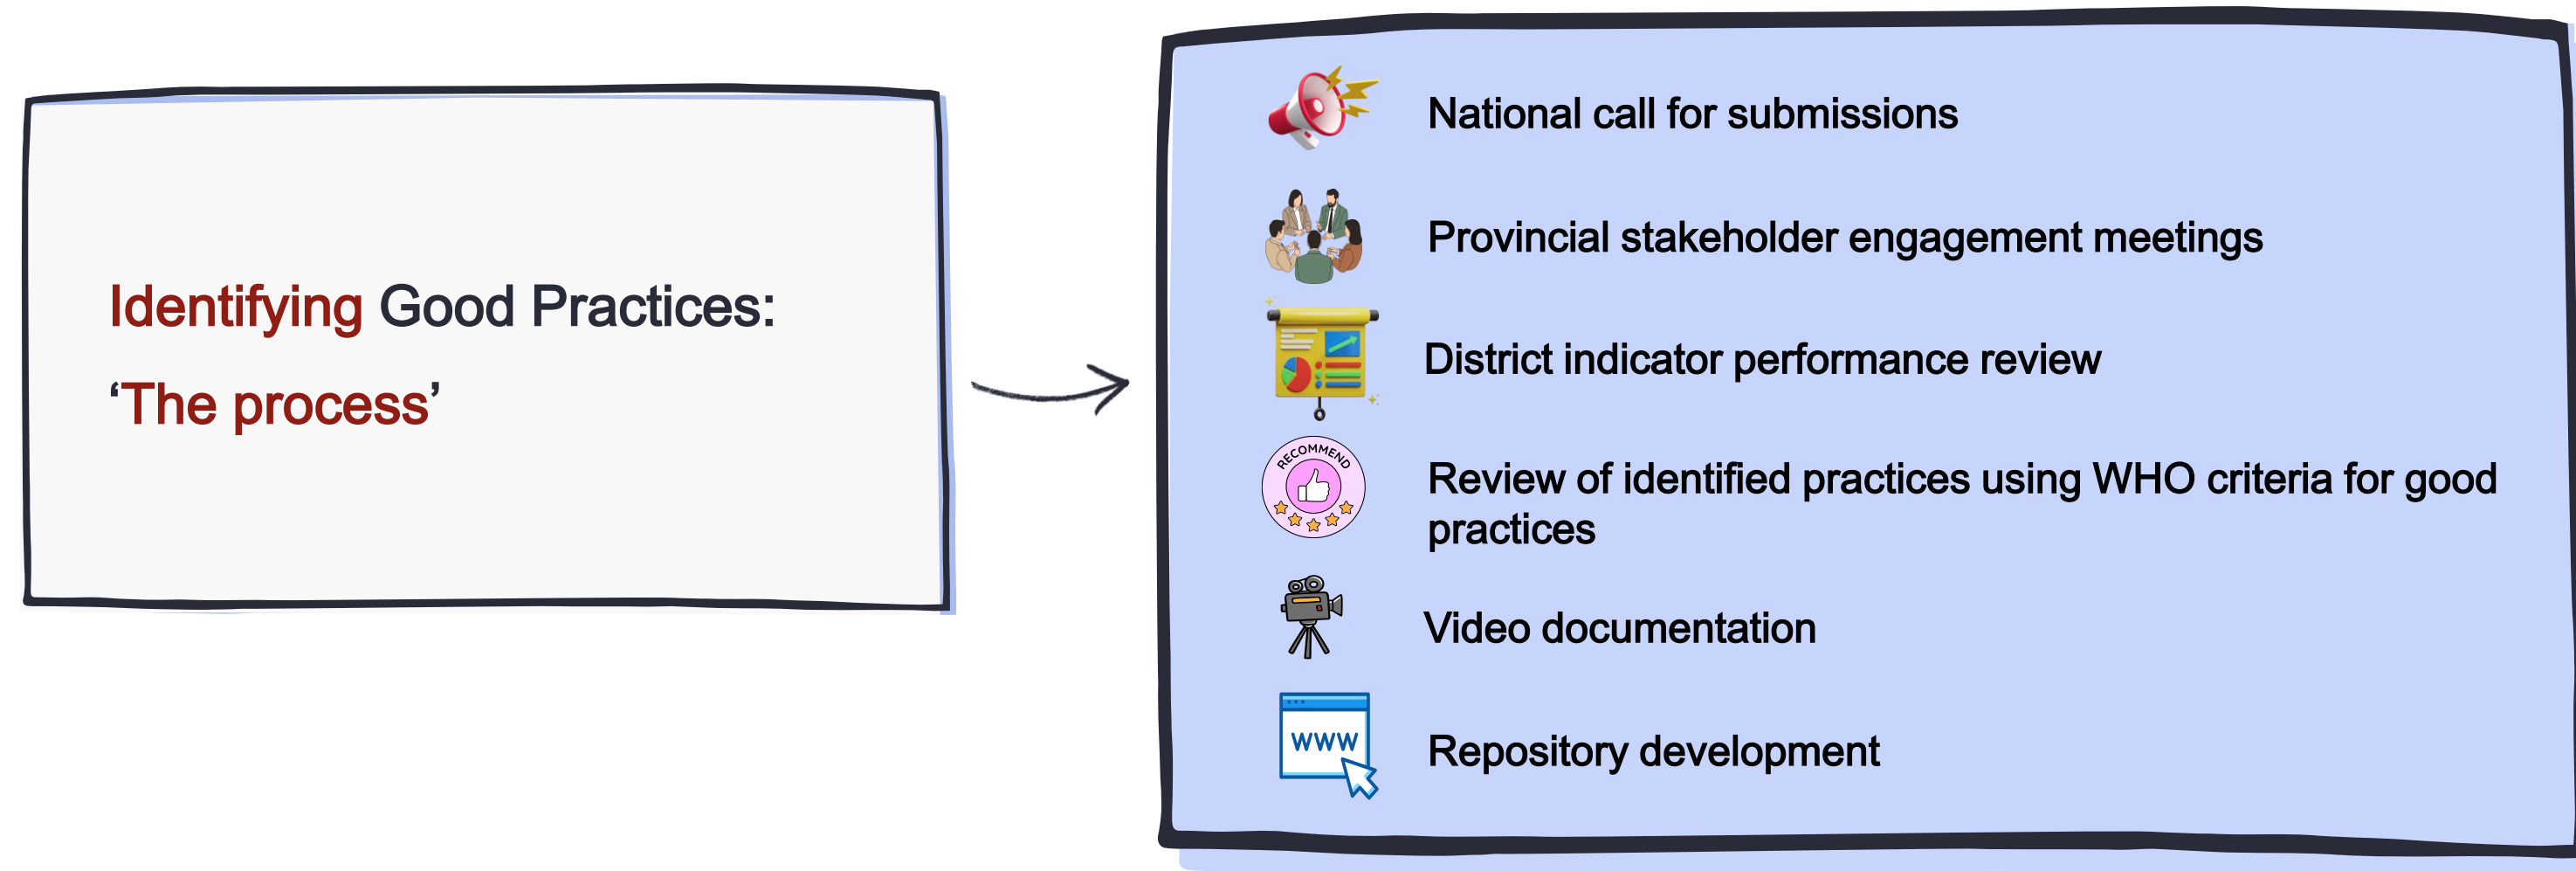 Identifying Good Practices:
‘The process’
National call for submissions
Provincial stakeholder engagement meetings
District indicator performance review
RECOMMEND
Review of identified practices using WHO criteria for good
practices
Video documentation
WWW
Repository development